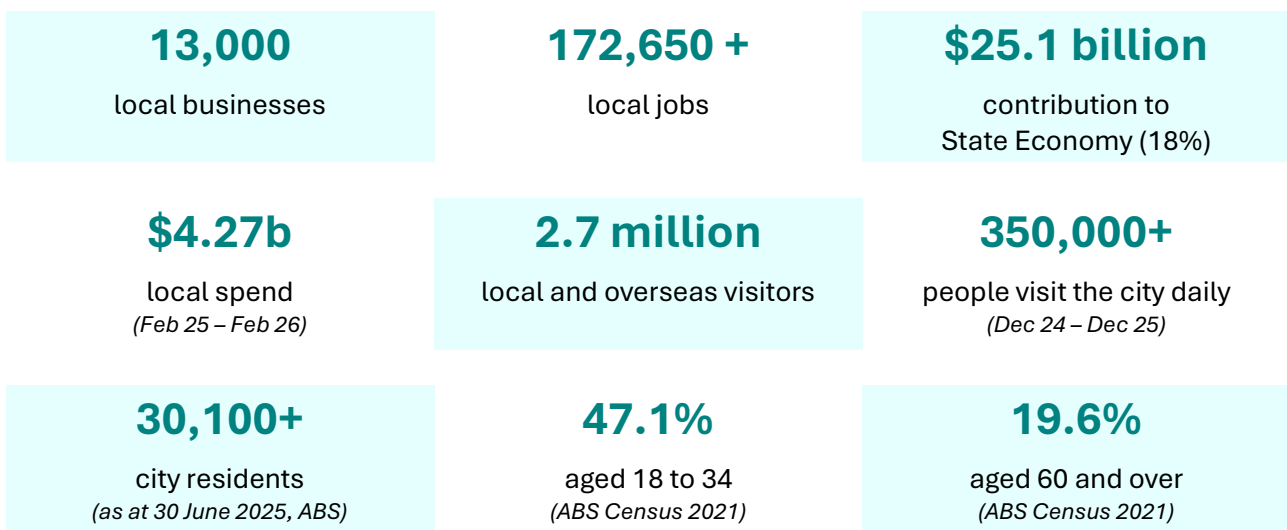 13,000
local businesses
172,650 +
local jobs
$25.1 billion
contribution to
State Economy (18%)
$4.27b
local spend
(Feb 25 – Feb 26)
2.7 million
local and overseas visitors
350,000+
people visit the city daily
(Dec 24 – Dec 25)
30,100+
city residents
(as at 30 June 2025, ABS)
47.1%
aged 18 to 34
(ABS Census 2021)
19.6%
aged 60 and over
(ABS Census 2021)